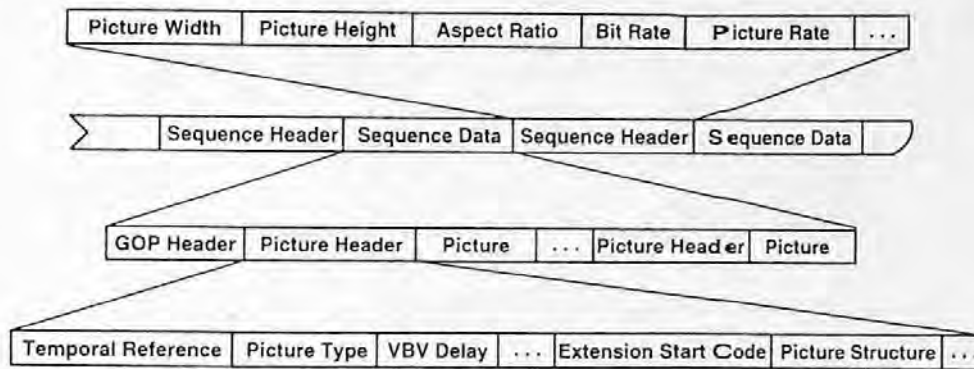 Picture Width Picture Height Aspect Ratio Bit Rate Picture Rate ...
Sequence Header Sequence Data Sequence Header Sequence Data
GOP Header Picture Header Picture ... Picture Header Picture
Temporal Reference Picture Type VBV Delay ... Extension Start Code Picture Structure ...